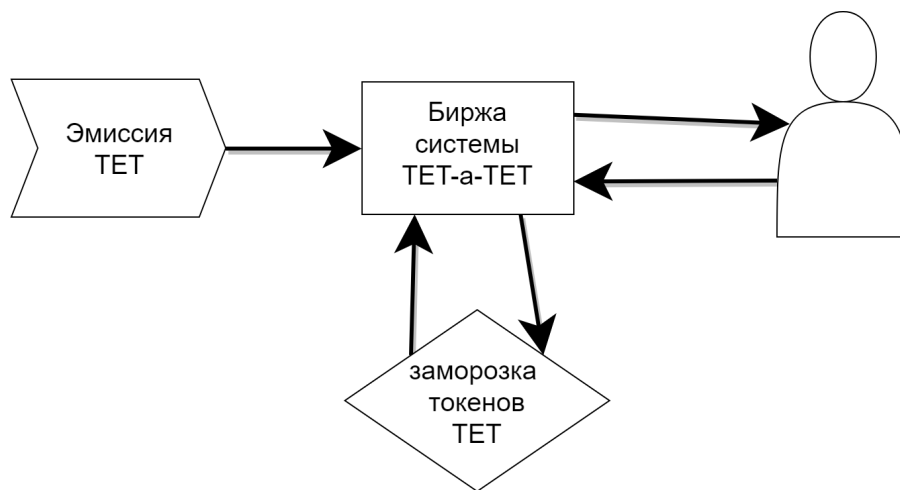 Эмиссия
ТЕТ
Биржа
системы
ТЕТ-а-ТЕТ
заморозка
токенов
ТЕТ